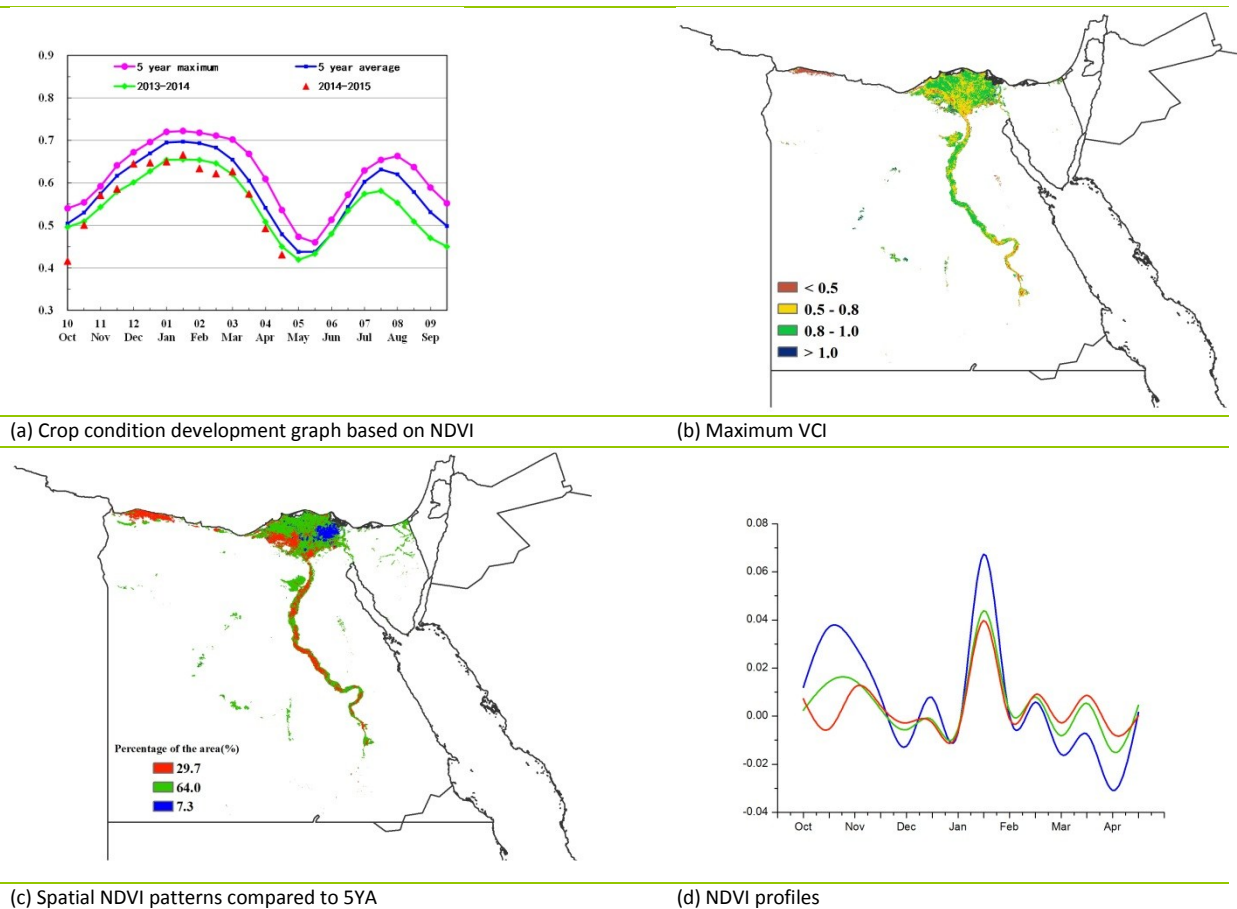 0.9
5 year maximum 5 year average
2013-2014 2014-2015
0.8
0.7
0.6
0.5
0.4
0.3
10 11 12 01 02 03 04 05 06 07 08 09
Oct Nov Dec Jan Feb Mar Apr May Jun Jul Aug Sep
< 0.5
0.5 - 0.8
0.8 - 1.0
> 1.0
(a) Crop condition development graph based on NDVI
(b) Maximum VCI
Percentage of the area(%)
29.7
64.0
7.3
0.08
0.06
0.04
0.02
0.00
-0.02
-0.04
Oct Nov Dec Jan Feb Mar Apr
(c) Spatial NDVI patterns compared to 5YA
(d) NDVI profiles